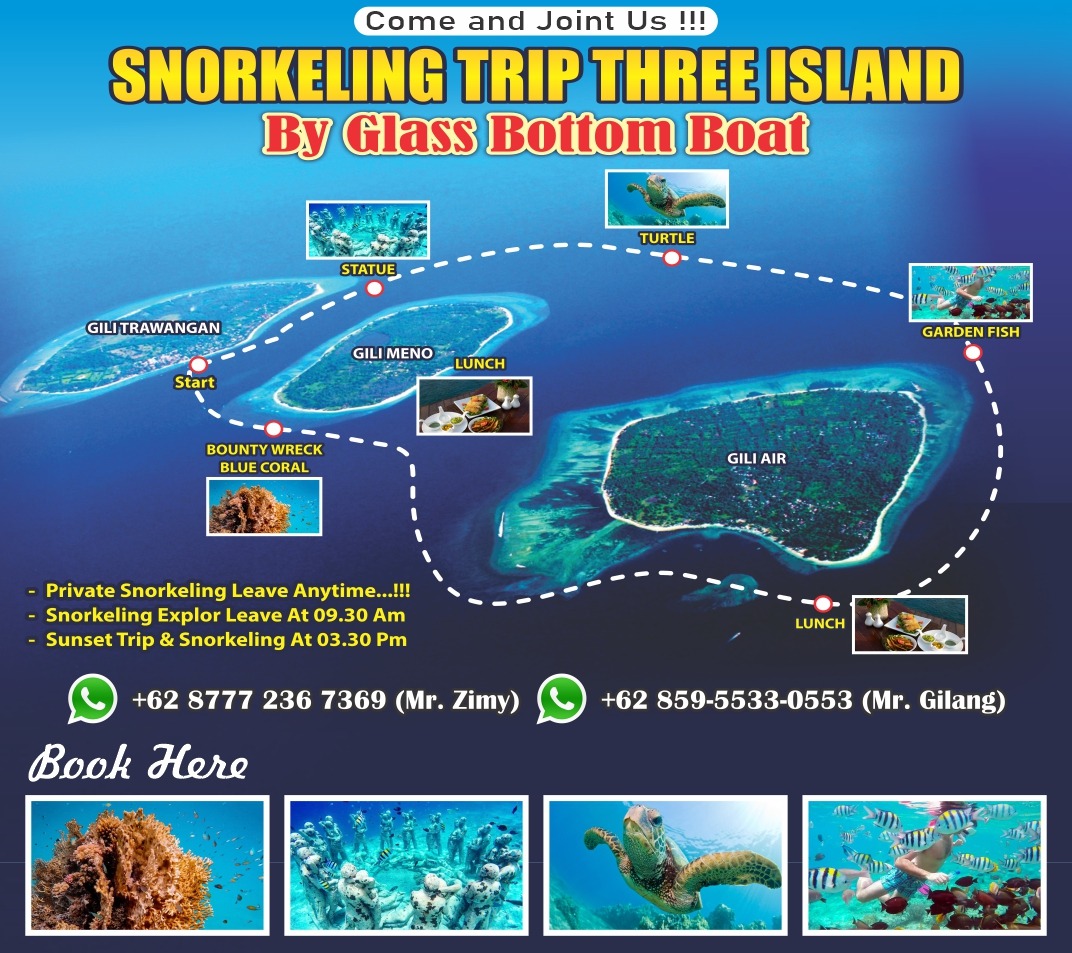 Come and Joint Us !!!
SNORKELING TRIP THREE ISLAND
By Glass Bottom Boat
TURTLE
STATUE
GARDEN FISH
GILI TRAWANGAN
GILI MENO
LUNCH
Start
BOUNTY WRECK
BLUE CORAL
GILI AIR
- Private Snorkeling Leave Anytime...!!!
- Snorkeling Explor Leave At 09.30 Am
- Sunset Trip & Snorkeling At 03.30 Pm
LUNCH
+62 8777 236 7369 (Mr. Zimy)
+62 859-5533-0553 (Mr. Gilang)
Book Here